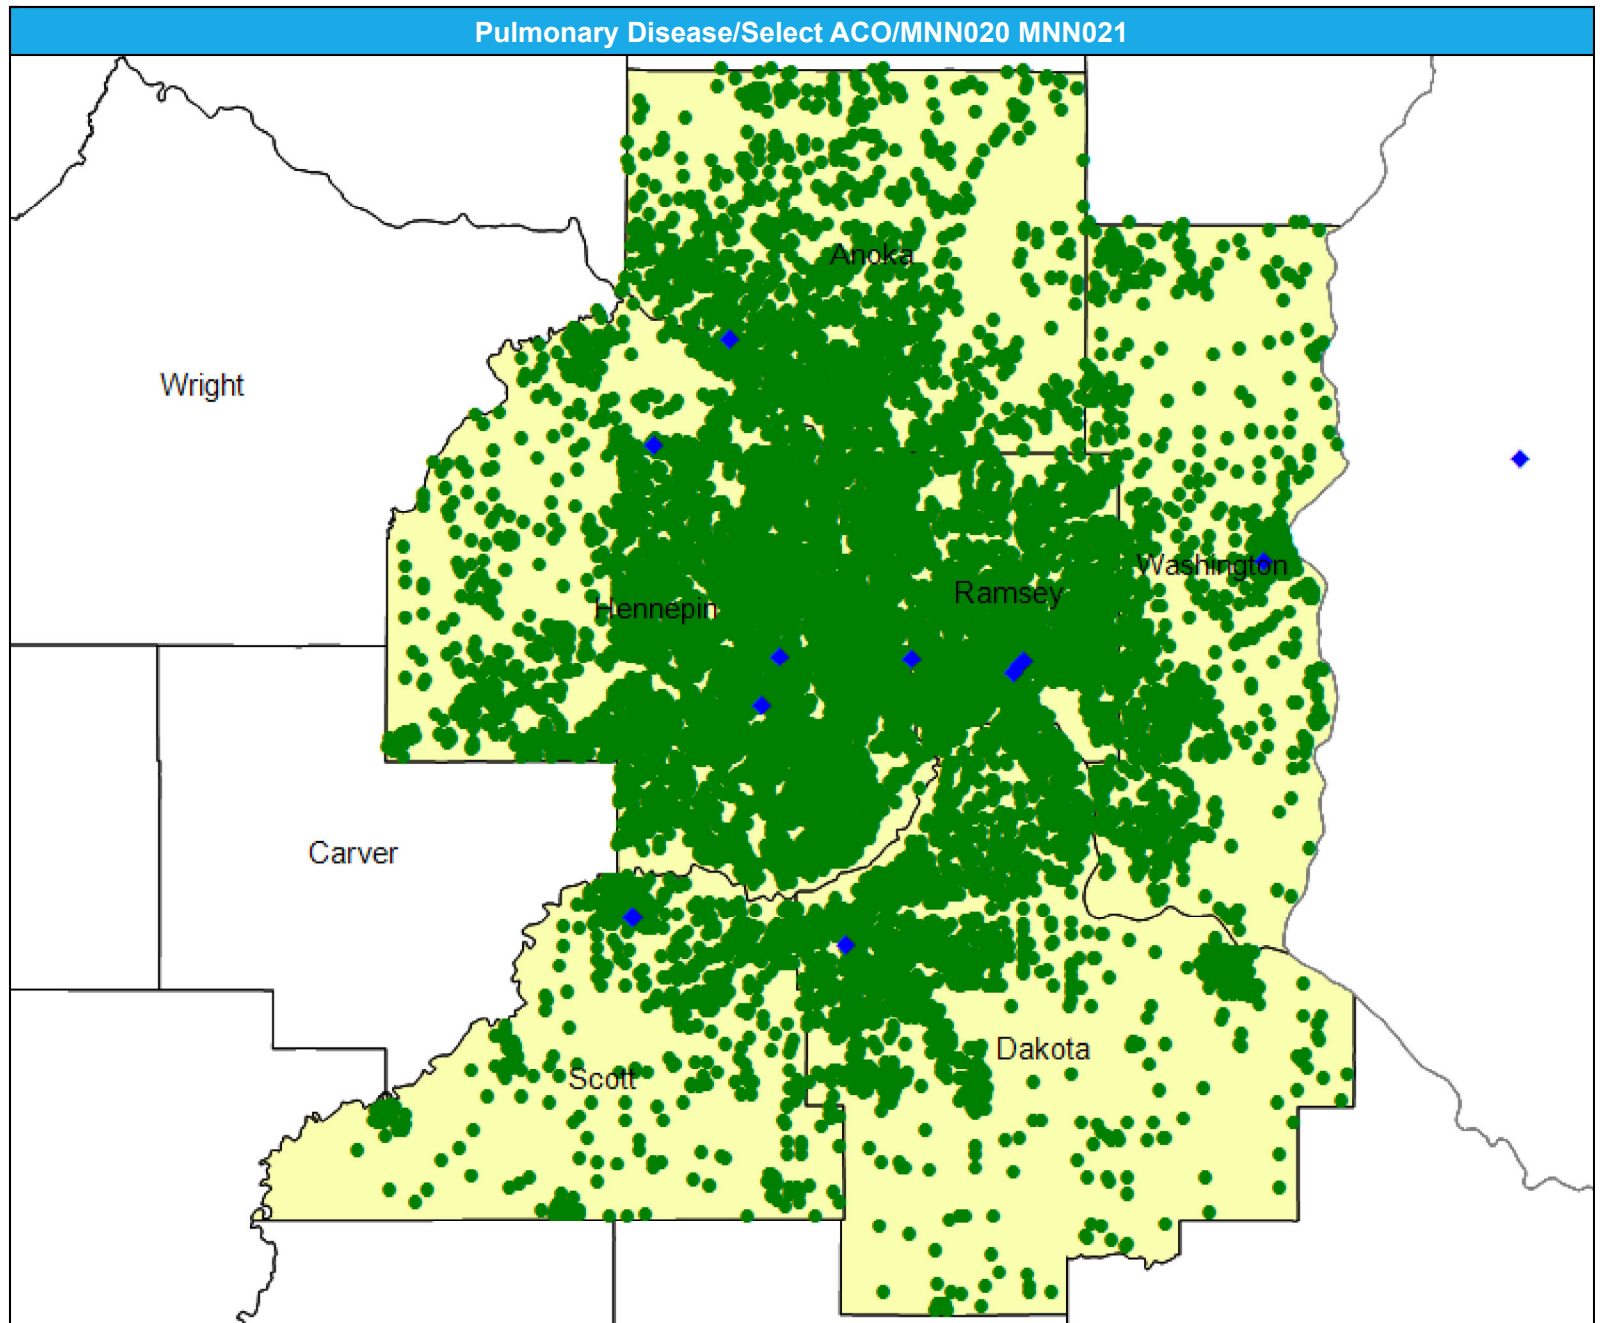 Pulmonary Disease/Select ACO/MNN020 MNN021
Anoka
Wright
Washington
Ramsey
Hennepin
Carver
Dakota
Scott